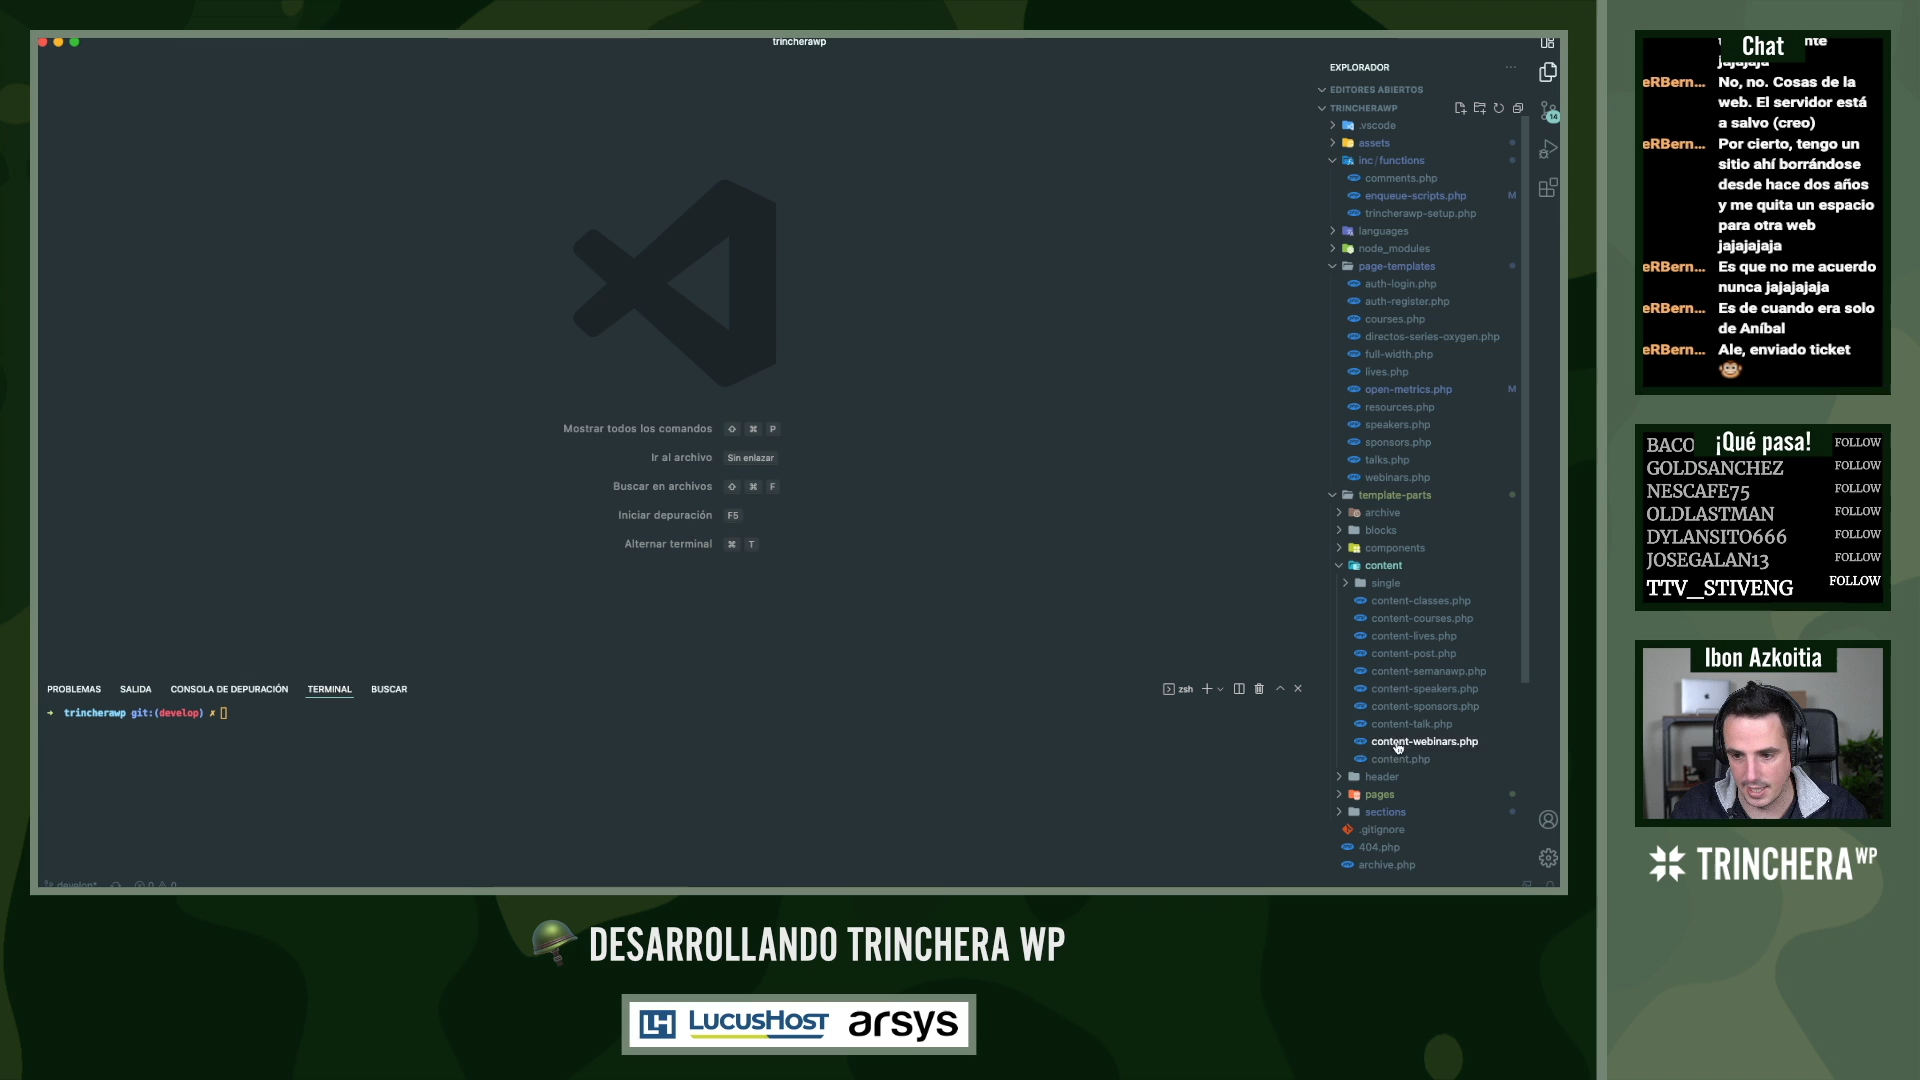 trincherawp
EXPLORADOR
EDITORES ABIERTOS
TRINCHERAWP
.vscode
assets
inc/functions
comments.php
enqueue-scripts.php M
trincherawp-setup.php
languages
node_modules
page-templates
auth-login.php
auth-register.php
courses.php
directos-series-oxygen.php
full-width.php
lives.php
open-metrics.php M
resources.php
speakers.php
sponsors.php
talks.php
webinars.php
template-parts
archive
blocks
components
content
single
content-classes.php
content-courses.php
content-lives.php
content-post.php
content-semanawp.php
content-speakers.php
content-sponsors.php
content-talk.php
content-webinars.php
content.php
header
pages
sections
.gitignore
404.php
archive.php
14
Mostrar todos los comandos ⌘ P
Ir al archivo Sin enlazar
Buscar en archivos ⌘ F
Iniciar depuración F5
Alternar terminal ⌘ T
PROBLEMAS SALIDA CONSOLA DE DEPURACIÓN TERMINAL BUSCAR
zsh
→ trincherawp git:(develop) ✗
develop*
Chat
nte
jajajaja
eRBern... No, no. Cosas de la
web. El servidor está
a salvo (creo)
eRBern... Por cierto, tengo un
sitio ahí borrándose
desde hace dos años
y me quita un espacio
para otra web
jajajajaja
eRBern... Es que no me acuerdo
nunca jajajajaja
eRBern... Es de cuando era solo
de Aníbal
eRBern... Ale, enviado ticket
¡Qué pasa!
BACO FOLLOW
GOLDSANCHEZ FOLLOW
NESCAFE75 FOLLOW
OLDLASTMAN FOLLOW
DYLANSITO666 FOLLOW
JOSEGALAN13 FOLLOW
TTV_STIVENG FOLLOW
Ibon Azkoitia
TRINCHERAWP
DESARROLLANDO TRINCHERA WP
LH LUCUSHOST arsys